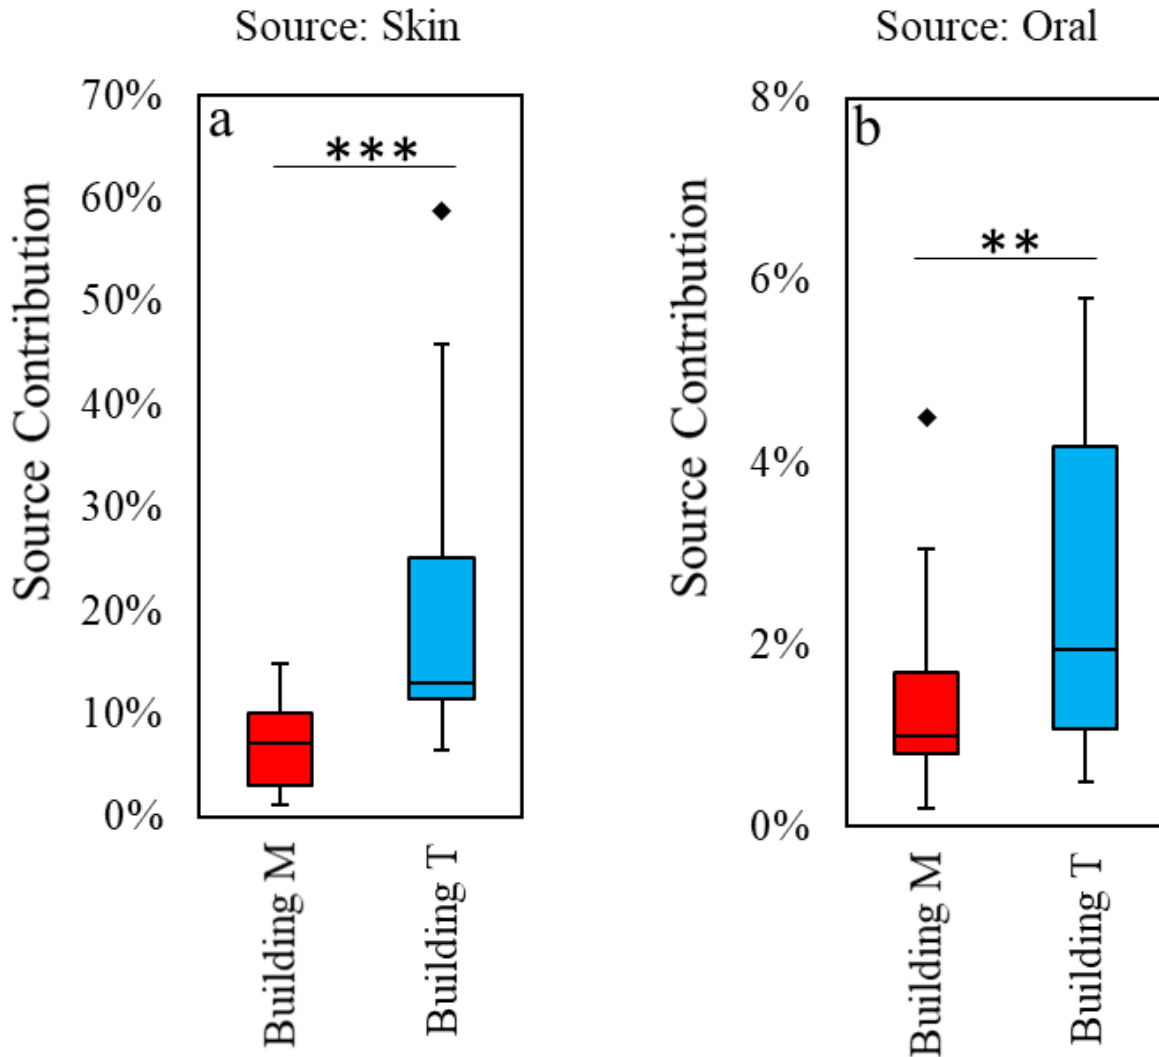 Source: Skin
Source Contribution
70%
60%
50%
40%
30%
20%
10%
0%
a
***
Building M
Building T
Source: Oral
Source Contribution
8%
6%
4%
2%
0%
b
**
Building M
Building T